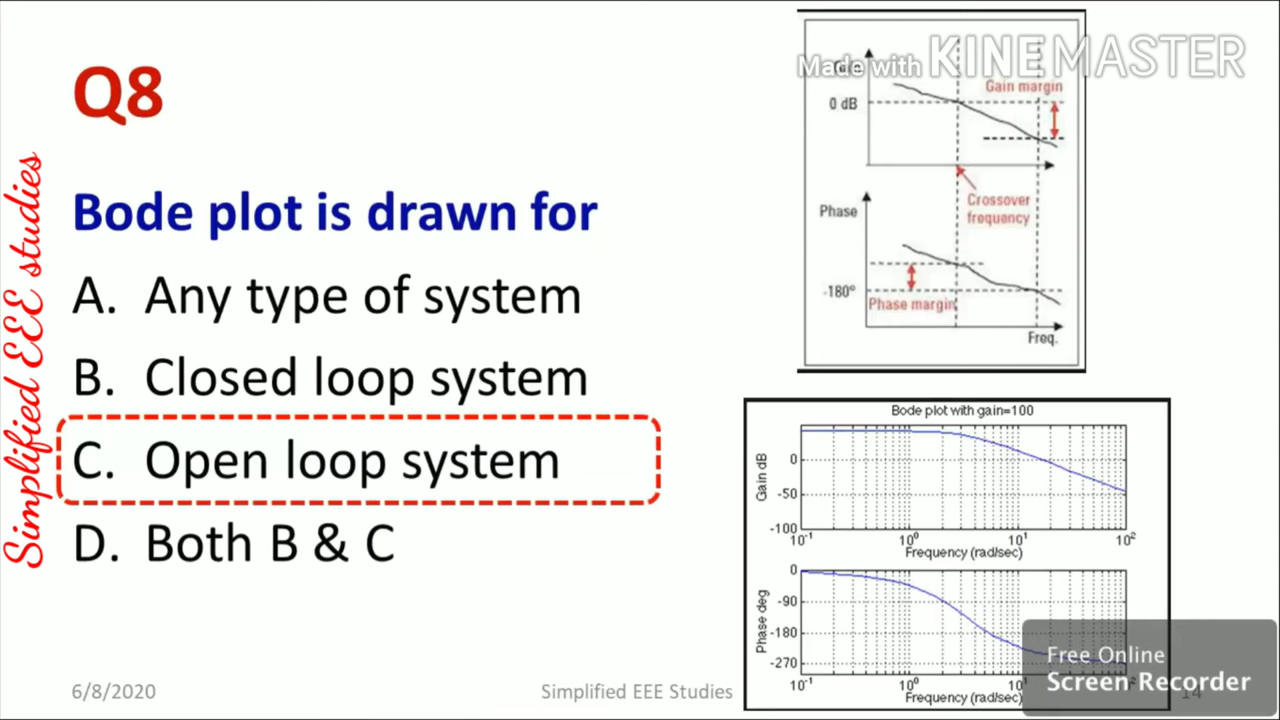 Q8
Simplified EEE studies
Bode plot is drawn for
A. Any type of system
B. Closed loop system
C. Open loop system
D. Both B & C
Made with KINEMASTER
Gain margin
0 dB
Crossover
frequency
Phase
-180°
Phase margin
Freq.
Bode plot with gain=100
Gain dB
0
-50
-100
10-1 100 101 102
Frequency (rad/sec)
Phase deg
0
-90
-180
-270
10-1 100 101
Frequency (rad/sec)
Free Online
Screen Recorder
6/8/2020
Simplified EEE Studies
14